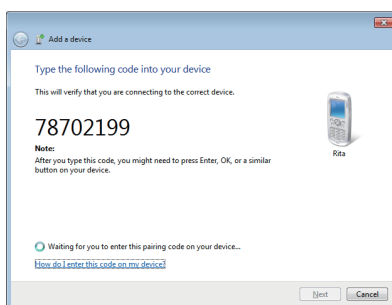 Add a device
Type the following code into your device
This will verify that you are connecting to the correct device.
78702199
Note:
After you type this code, you might need to press Enter, OK, or a similar
button on your device.
Rita
Waiting for you to enter this pairing code on your device...
How do I enter this code on my device?
Next
Cancel